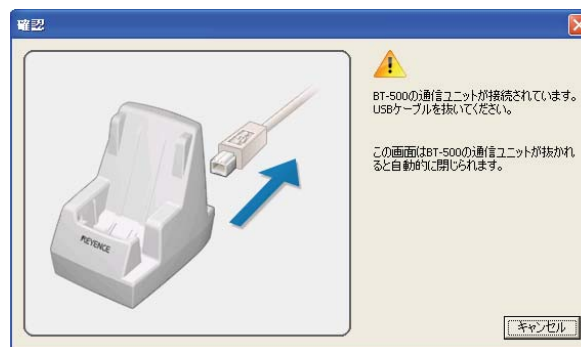 確認
BT-500の通信ユニットが接続されています。
USBケーブルを抜いてください。
この画面はBT-500の通信ユニットが抜かれ
ると自動的に閉じられます。
KEYENCE
キャンセル